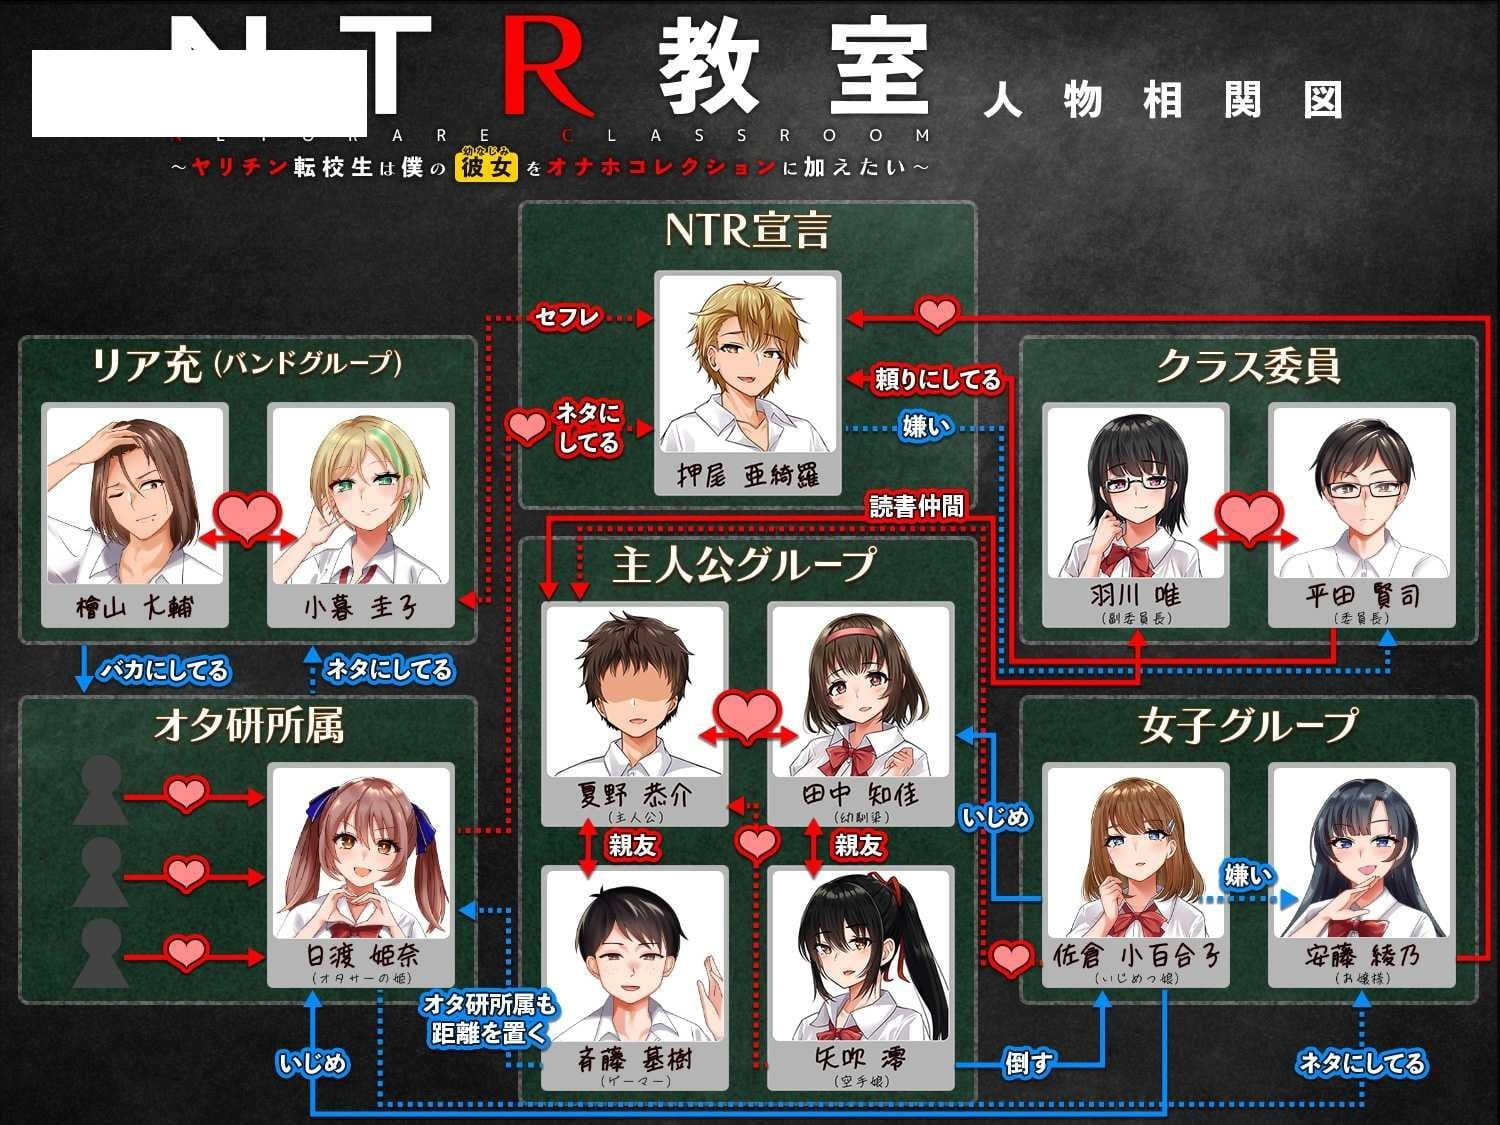 NTR教室 人物相関図
NETORARE CLASSROOM
幼なじみ
～ヤリチン転校生は僕の彼女をオナホコレクションに加えたい～
NTR宣言
セフレ
ネタに
してる
頼りにしてる
嫌い
押尾 亜綺羅
リア充(バンドグループ)
檜山 大輔
小暮 圭子
バカにしてる
ネタにしてる
クラス委員
羽川 唯
(副委員長)
平田 賢司
(委員長)
読書仲間
主人公グループ
夏野 恭介
(主人公)
田中 知佳
(幼馴染)
親友
親友
斉藤 基樹
(ゲーマー)
矢吹 澪
(空手娘)
オタ研所属
日渡 姫奈
(オタサーの姫)
オタ研所属も
距離を置く
いじめ
女子グループ
いじめ
嫌い
佐倉 小百合子
(いじめっ娘)
安藤 綾乃
(お嬢様)
倒す
ネタにしてる